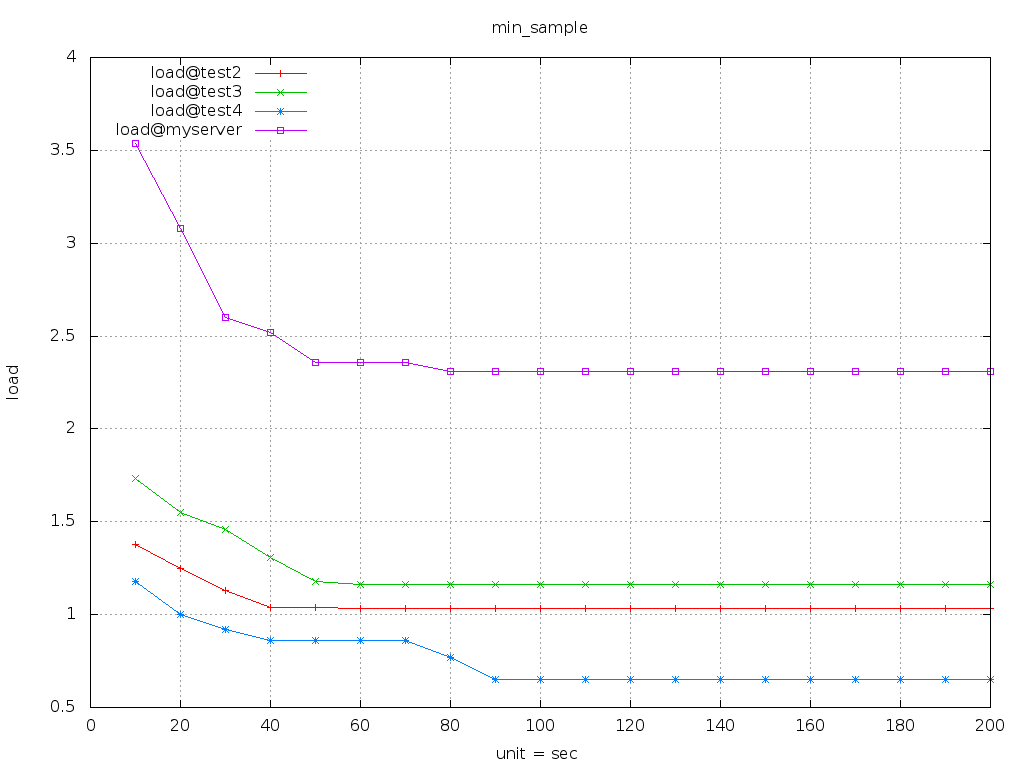 min_sample
4
3.5
3
2.5
2
1.5
1
0.5
load
load@test2
load@test3
load@test4
load@myserver
0 20 40 60 80 100 120 140 160 180 200
unit = sec